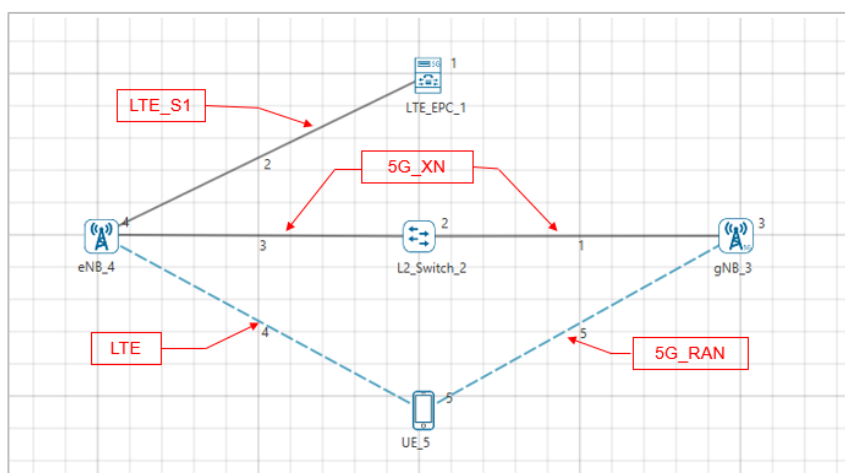 1
LTE_EPC_1
LTE_S1
2
5G_XN
4
eNB_4
3
2
L2_Switch_2
1
3
gNB_3
LTE
4
5
5G_RAN
5
UE_5